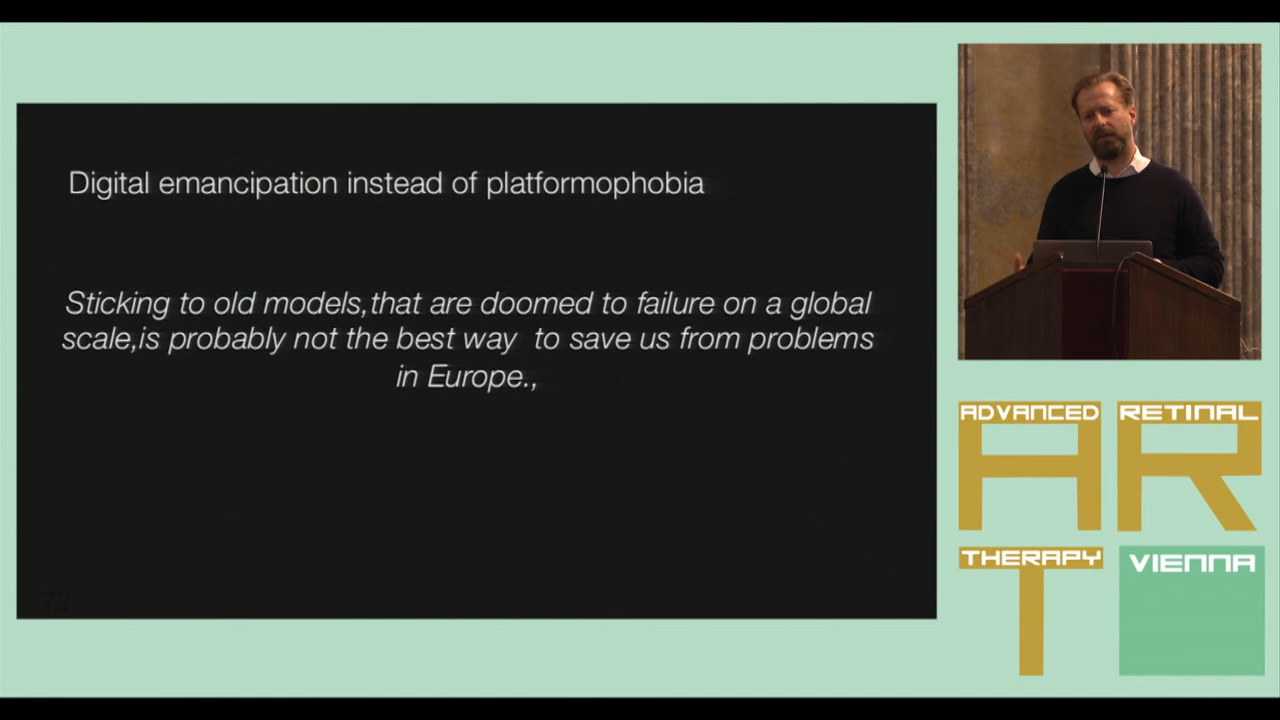 Digital emancipation instead of platformophobia
Sticking to old models,that are doomed to failure on a global
scale,is probably not the best way  to save us from problems
in Europe.,
72
ADVANCED
RETINAL
A
R
THERAPY
T
VIENNA